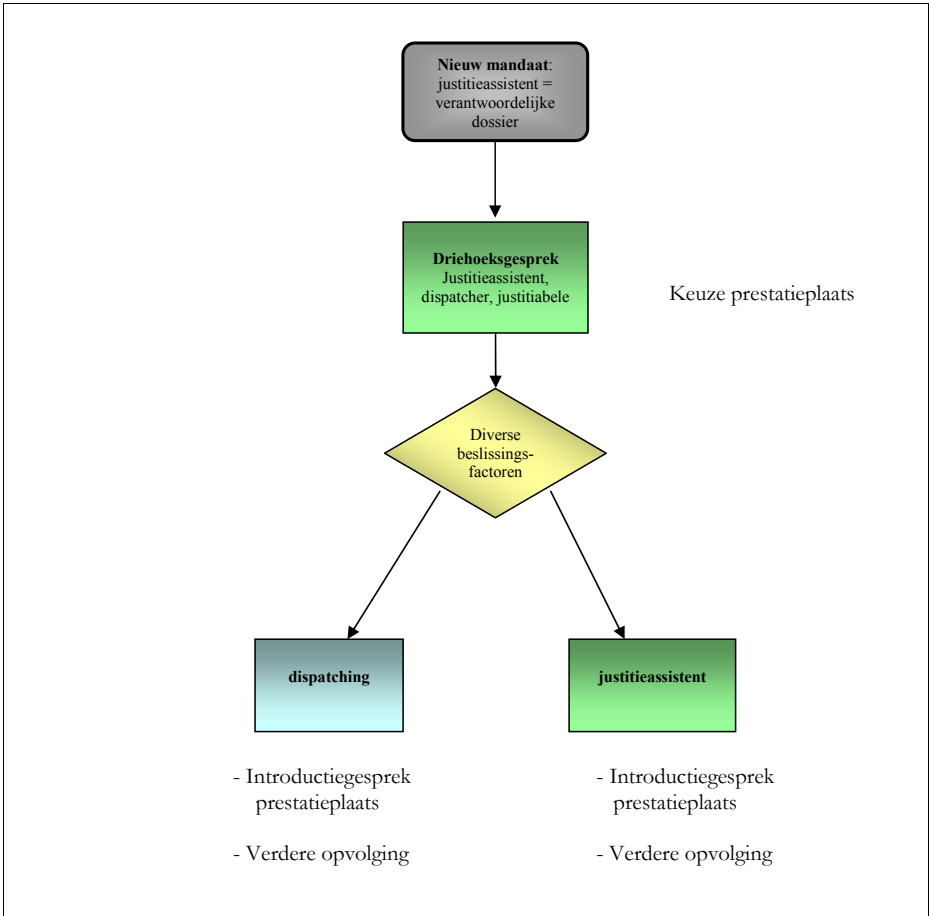 Nieuw mandaat:
justitieassistent =
verantwoordelijke
dossier
Driehoeksgesprek
Justitieassistent,
dispatcher, justitiabele
Keuze prestatieplaats
Diverse
beslissings-
factoren
dispatching
justitieassistent
- Introductiegesprek
prestatieplaats
- Verdere opvolging
- Introductiegesprek
prestatieplaats
- Verdere opvolging